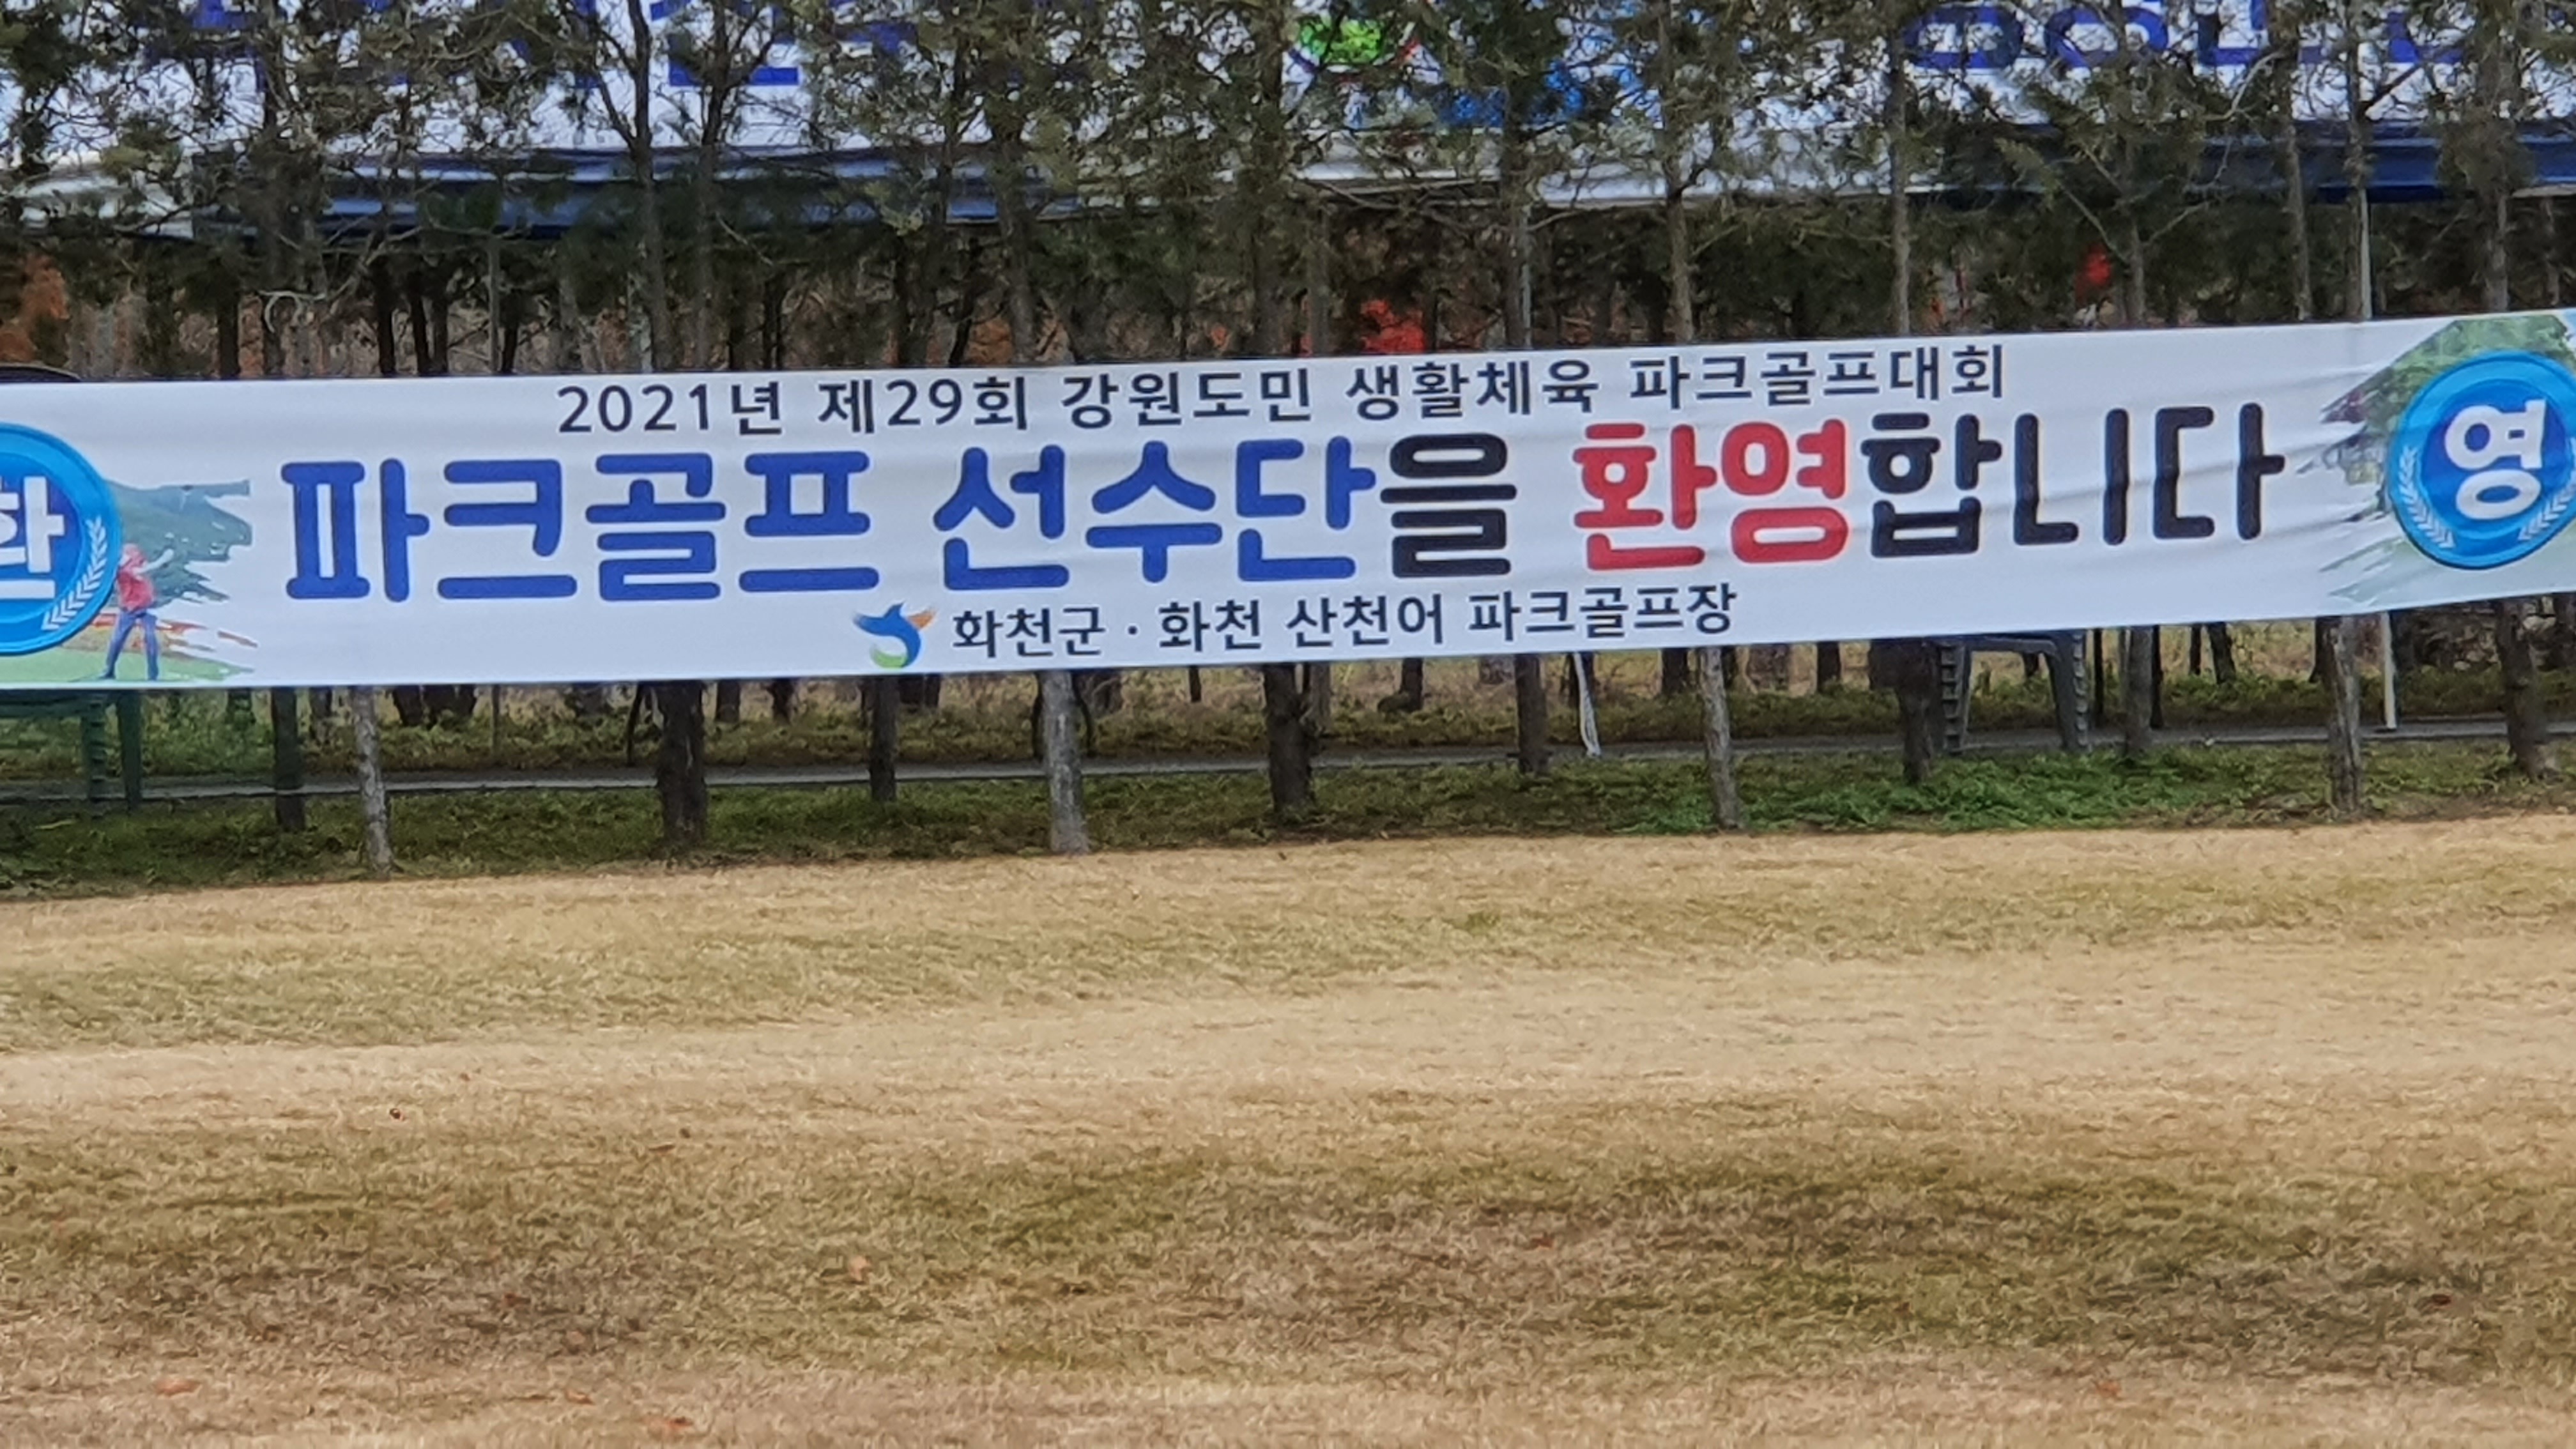 2021년 제29회 강원도민 생활체육 파크골프대회
환
파크골프 선수단을 환영합니다
영
화천군 · 화천 산천어 파크골프장